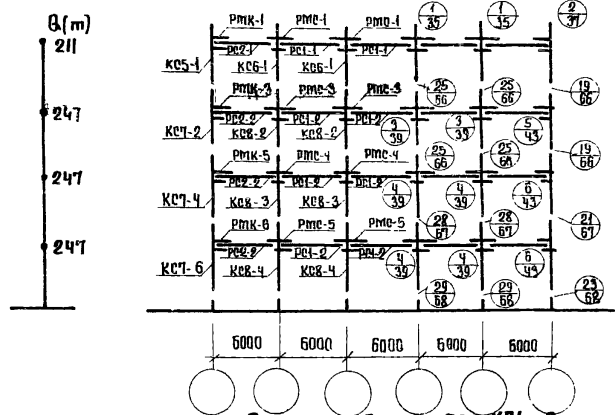 Q(т)
РМК-1 РМС-1 РМС-1 1/35 1/35 2/37
211
РС2-1 РС1-1 РС1-1
КС5-1 КС6-1 КС6-1
РМК-3 РМС-3 РМС-3 25/66 25/66 19/66
247
РС2-2 РС1-2 РС1-2 3/39 3/39 5/43
КС7-2 КС8-2 КС8-2
РМК-5 РМС-4 РМС-4 25/66 25/66 19/66
247
РС2-2 РС1-2 РС1-2 4/39 4/39 6/43
КС7-4 КС8-3 КС8-3
РМК-6 РМС-5 РМС-5 28/67 28/67 21/67
247
РС2-2 РС1-2 РС1-2 4/39 4/39 6/43
КС7-6 КС8-4 КС8-4
29/68 29/68 23/68
6000 6000 6000 6000 6000